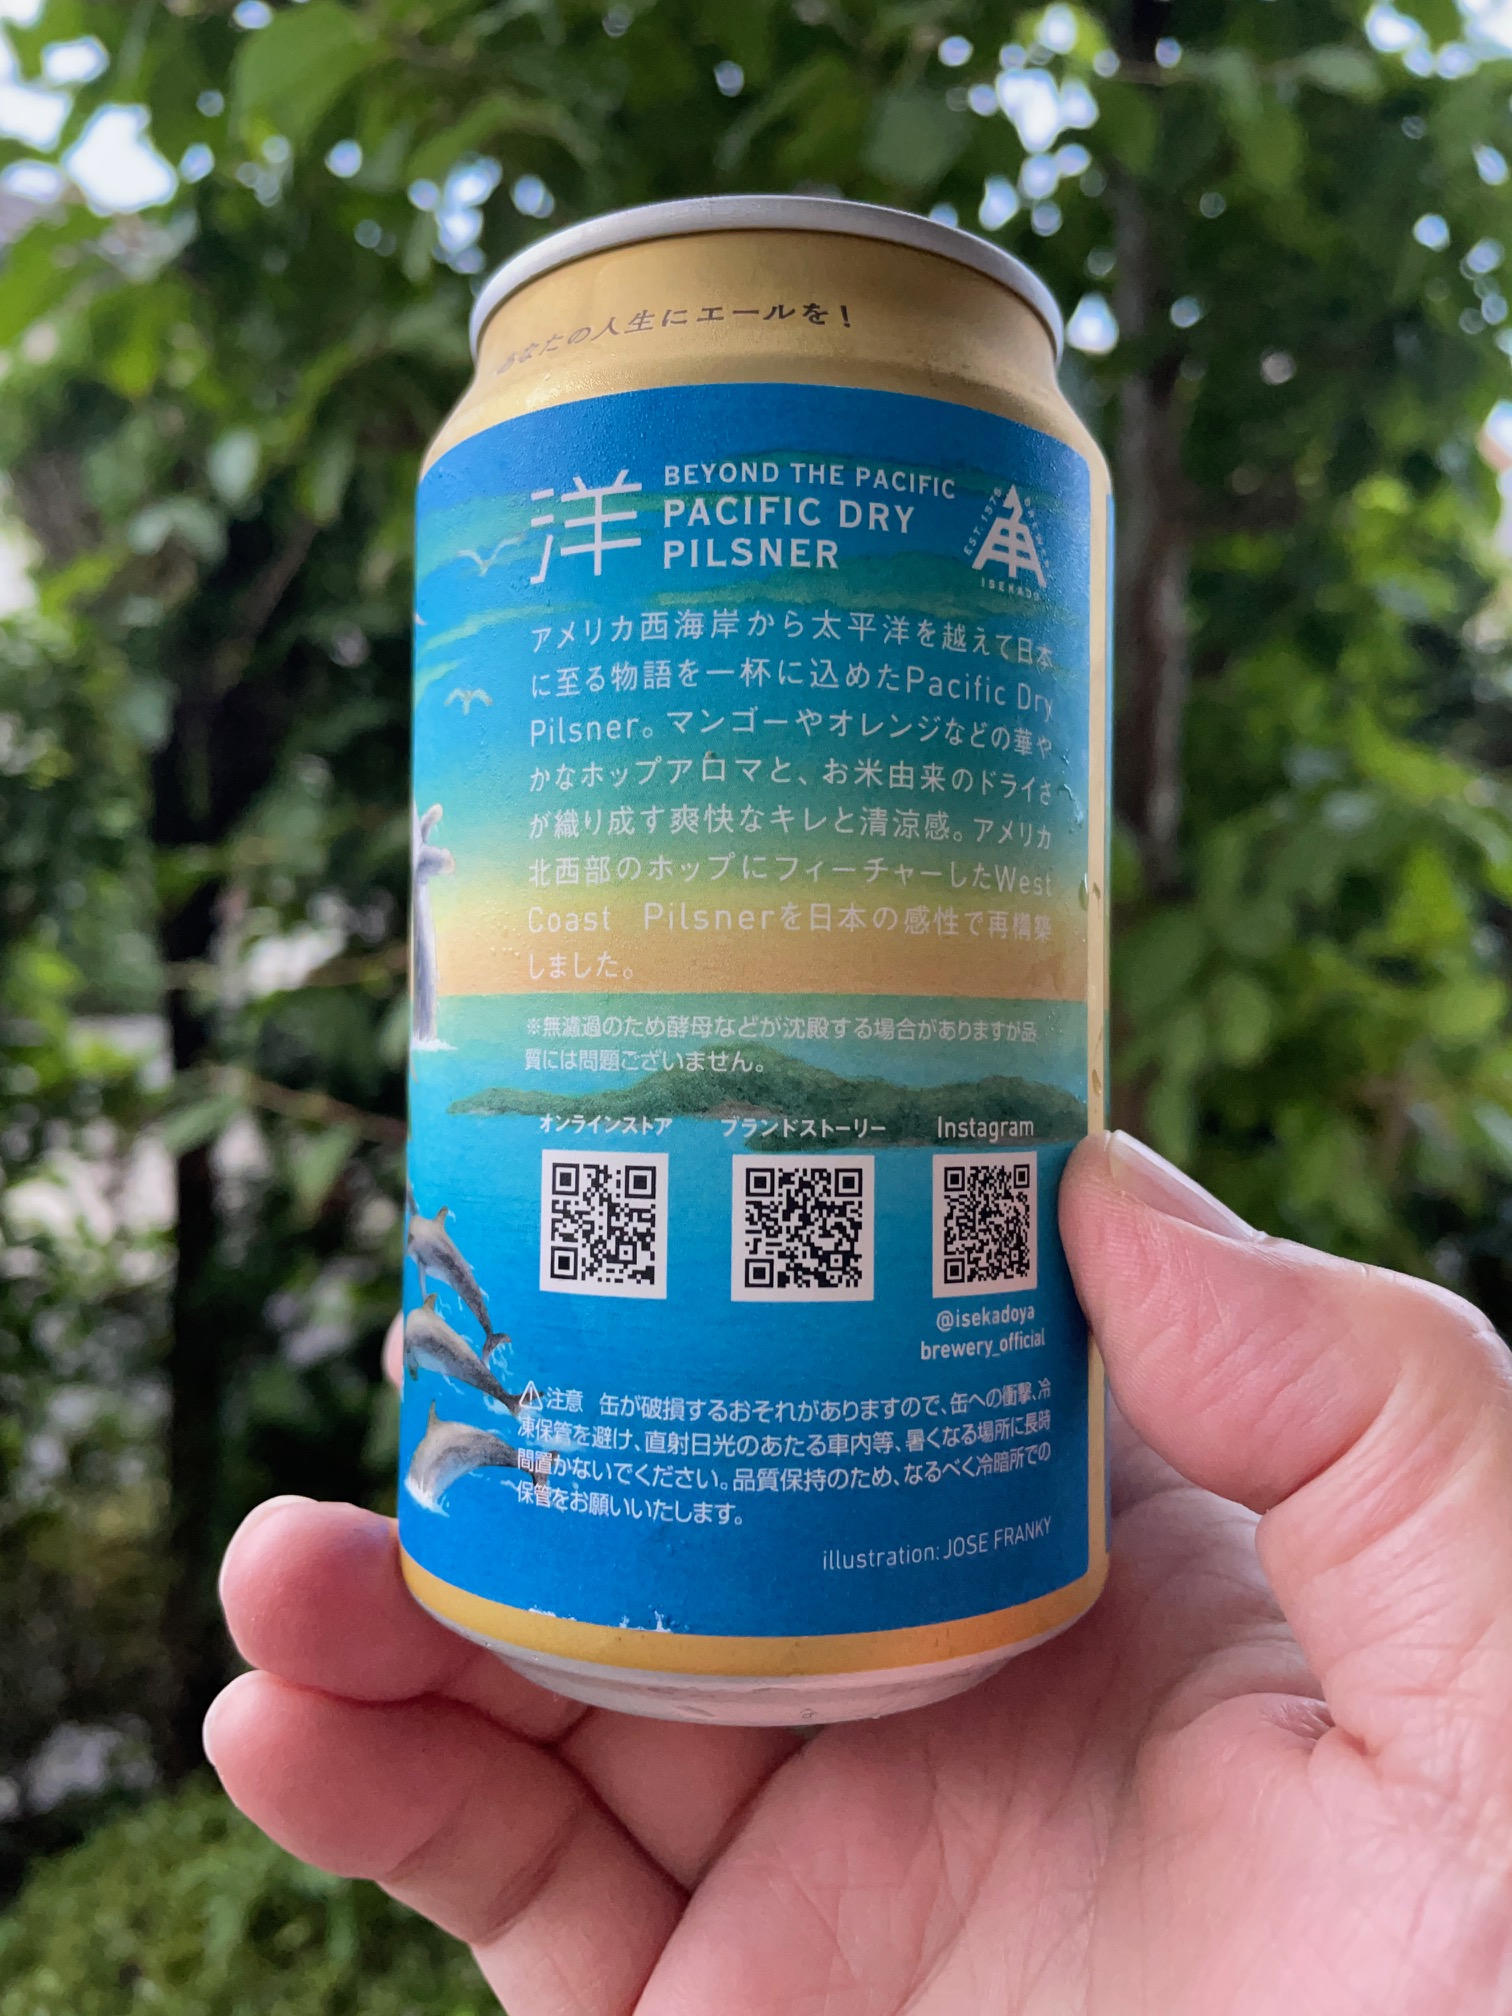 あなたの人生にエールを！
洋
BEYOND THE PACIFIC
PACIFIC DRY
PILSNER
EST.1575
角
BREWERY
ISEKADO
アメリカ西海岸から太平洋を越えて日本
に至る物語を一杯に込めたPacific Dry
Pilsner。マンゴーやオレンジなどの華や
かなホップアロマと、お米由来のドライさ
が織り成す爽快なキレと清涼感。アメリカ
北西部のホップにフィーチャーしたWest
Coast Pilsnerを日本の感性で再構築
しました。
※無濾過のため酵母などが沈殿する場合がありますが品
質には問題ございません。
オンラインストア
ブランドストーリー
Instagram
@isekadoya
brewery_official
⚠注意 缶が破損するおそれがありますので、缶への衝撃、冷
凍保管を避け、直射日光のあたる車内等、暑くなる場所に長時
間置かないでください。品質保持のため、なるべく冷暗所での
保管をお願いいたします。
illustration: JOSE FRANKY